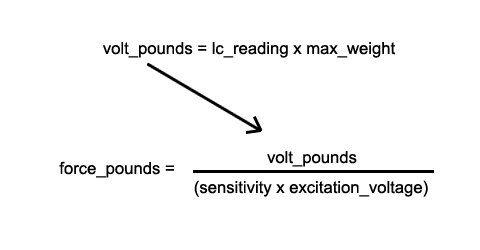 volt_pounds = lc_reading x max_weight
force_pounds =
volt_pounds
(sensitivity x excitation_voltage)